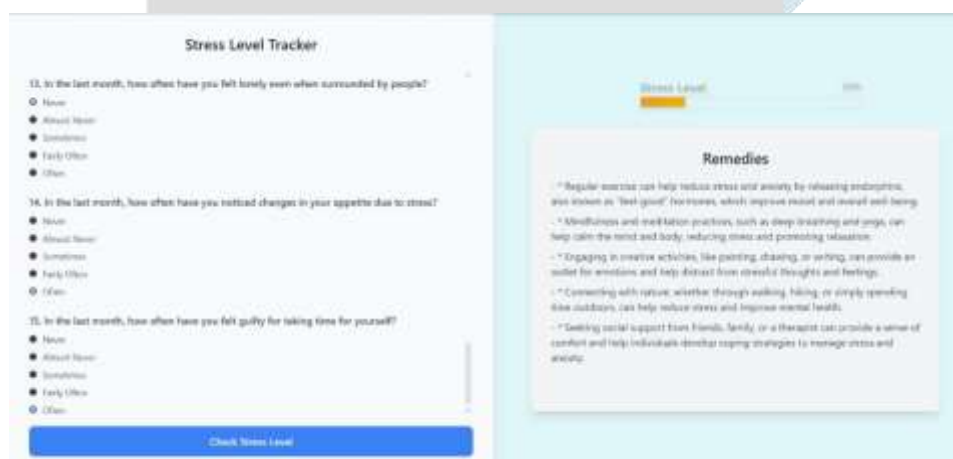 Stress Level Tracker
13. In the last month, how often have you felt lonely even when surrounded by people?
Never
Almost Never
Sometimes
Fairly Often
Often
14. In the last month, how often have you noticed changes in your appetite due to stress?
Never
Almost Never
Sometimes
Fairly Often
Often
15. In the last month, how often have you felt guilty for taking time for yourself?
Never
Almost Never
Sometimes
Fairly Often
Often
Check Stress Level
Stress Level
Remedies
- * Regular exercise can help reduce stress and anxiety by releasing endorphins,
also known as "feel-good" hormones, which improve mood and overall well-being.
- * Mindfulness and meditation practices, such as deep breathing and yoga, can
help calm the mind and body, reducing stress and promoting relaxation.
- * Engaging in creative activities, like painting, drawing, or writing, can provide an
outlet for emotions and help distract from stressful thoughts and feelings.
- * Connecting with nature, whether through walking, hiking, or simply spending
time outdoors, can help reduce stress and improve mental health.
- * Seeking social support from friends, family, or a therapist can provide a sense of
comfort and help individuals develop coping strategies to manage stress and
anxiety.